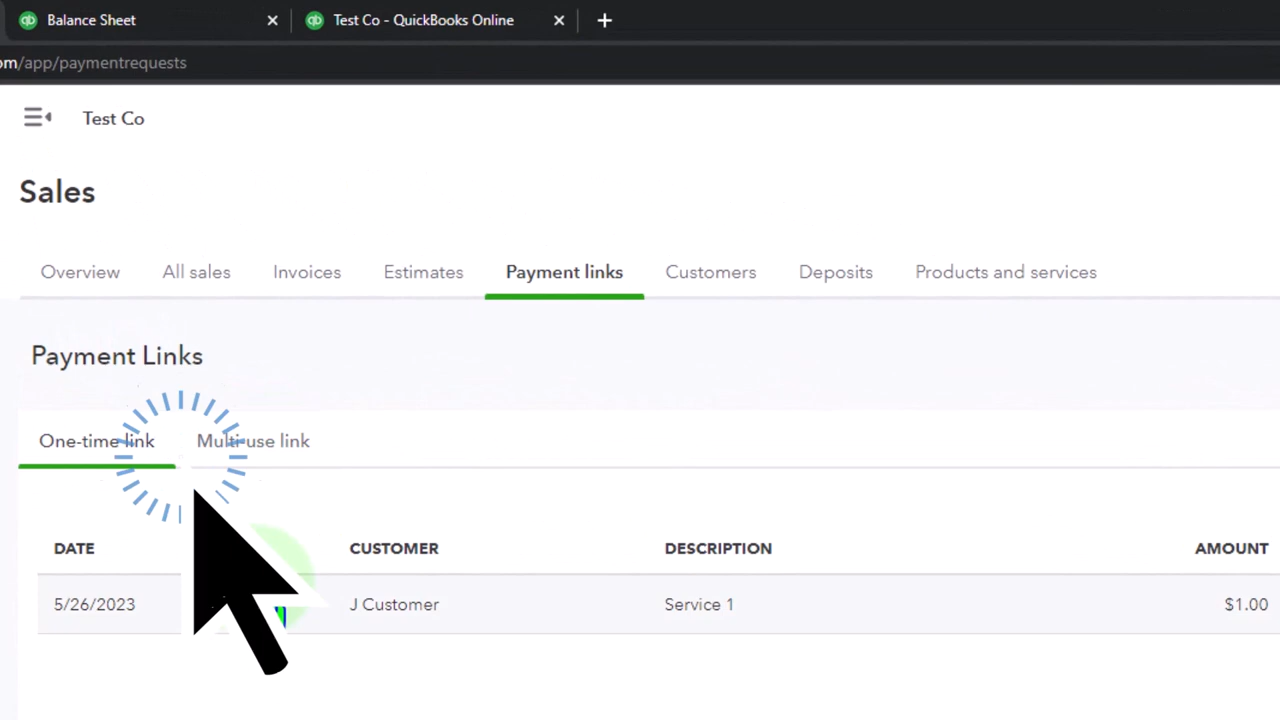 Balance Sheet
Test Co - QuickBooks Online
om/app/paymentrequests
Test Co
Sales
Overview All sales Invoices Estimates Payment links Customers Deposits Products and services
Payment Links
One-time link Multi-use link
DATE CUSTOMER DESCRIPTION AMOUNT
5/26/2023 J Customer Service 1 $1.00